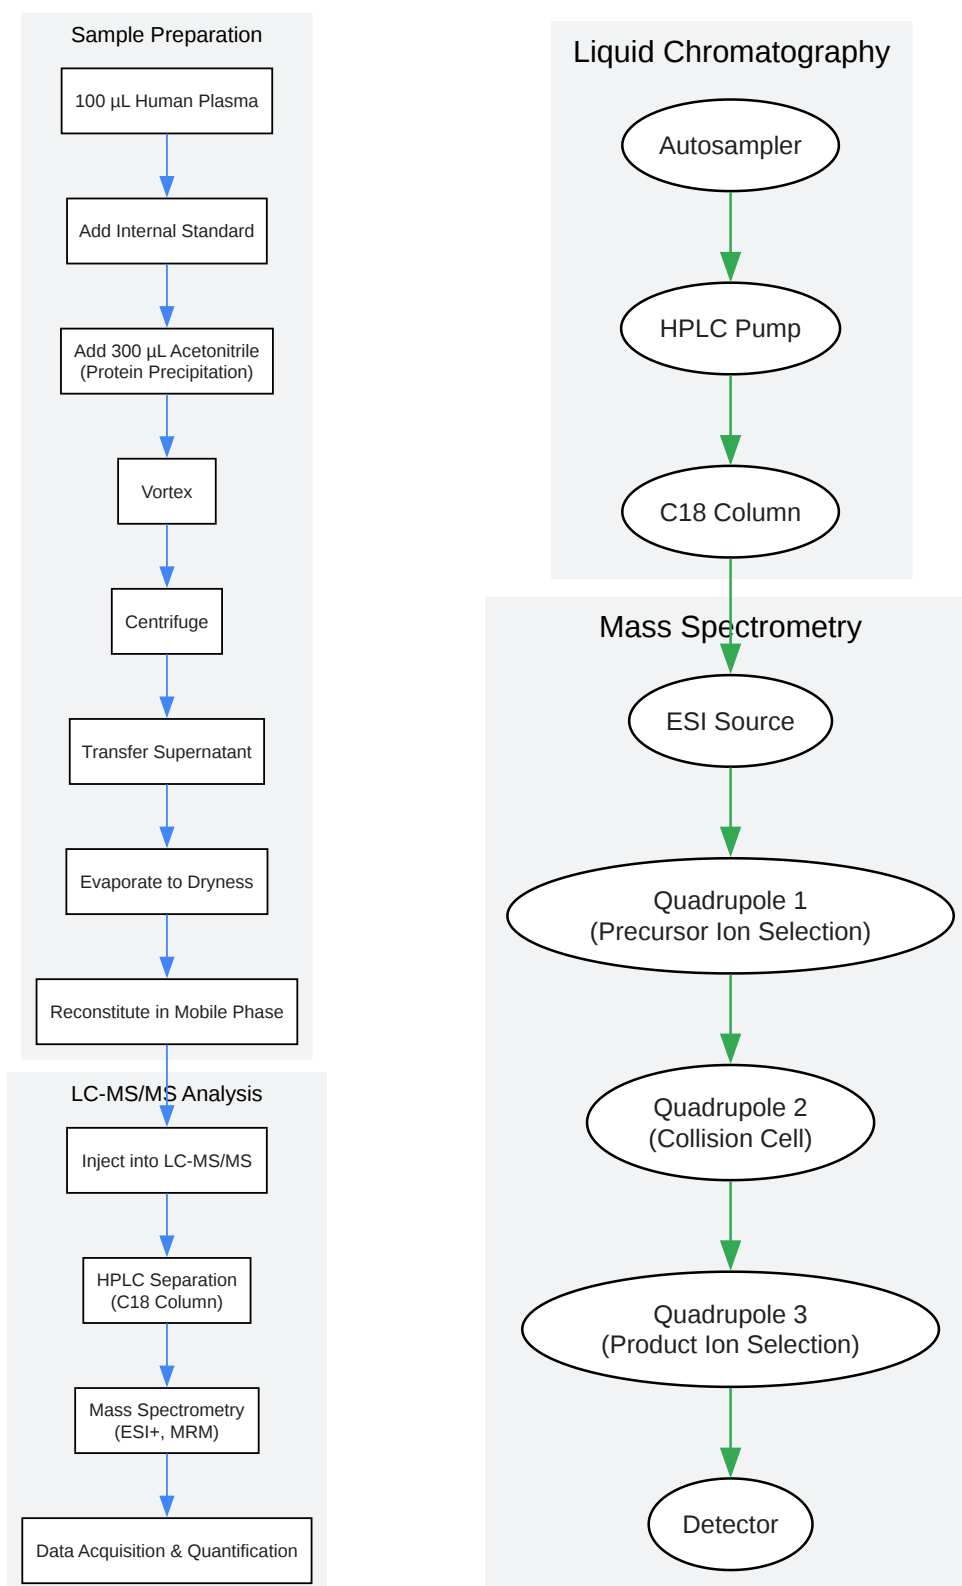 Sample Preparation
100 µL Human Plasma
Add Internal Standard
Add 300 µL Acetonitrile
(Protein Precipitation)
Vortex
Centrifuge
Transfer Supernatant
Evaporate to Dryness
Reconstitute in Mobile Phase
LC-MS/MS Analysis
Inject into LC-MS/MS
HPLC Separation
(C18 Column)
Mass Spectrometry
(ESI+, MRM)
Data Acquisition & Quantification
Liquid Chromatography
Autosampler
HPLC Pump
C18 Column
Mass Spectrometry
ESI Source
Quadrupole 1
(Precursor Ion Selection)
Quadrupole 2
(Collision Cell)
Quadrupole 3
(Product Ion Selection)
Detector